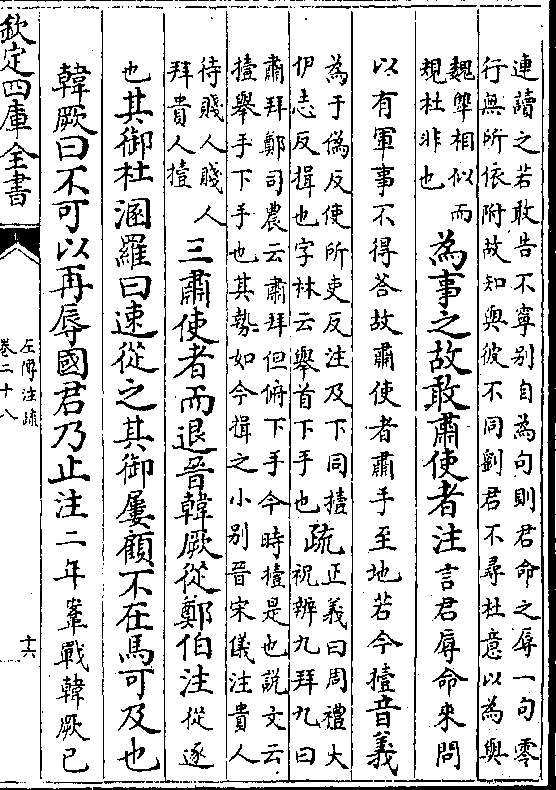 連讀之若敢告不寧别自為句則君命之辱一句零
行無所依附故知與彼不同劉君不尋杜意以為與
魏犫相似而
規杜非也
為事之故敢肅使者注言君辱命來問
以有軍事不得答故肅使者肅手至地若今撎音義
為于偽反使所吏反注及下同撎
伊志反揖也字林云舉首下手也
疏
正義曰周禮大
祝辨九拜九曰
肅拜鄭司農云肅拜但俯下手今時撎是也説文云
撎舉手下手也其勢如今揖之小别晉宋儀注貴人
待賤人賤人
拜貴人撎
三肅使者而退晉韓厥從鄭伯注從逐
也其御杜溷羅曰速從之其御屢顧不在馬可及也
韓厥曰不可以再辱國君乃止注二年鞌戰韓厥已
欽定四庫全書
左傳注疏
卷二十八
十六